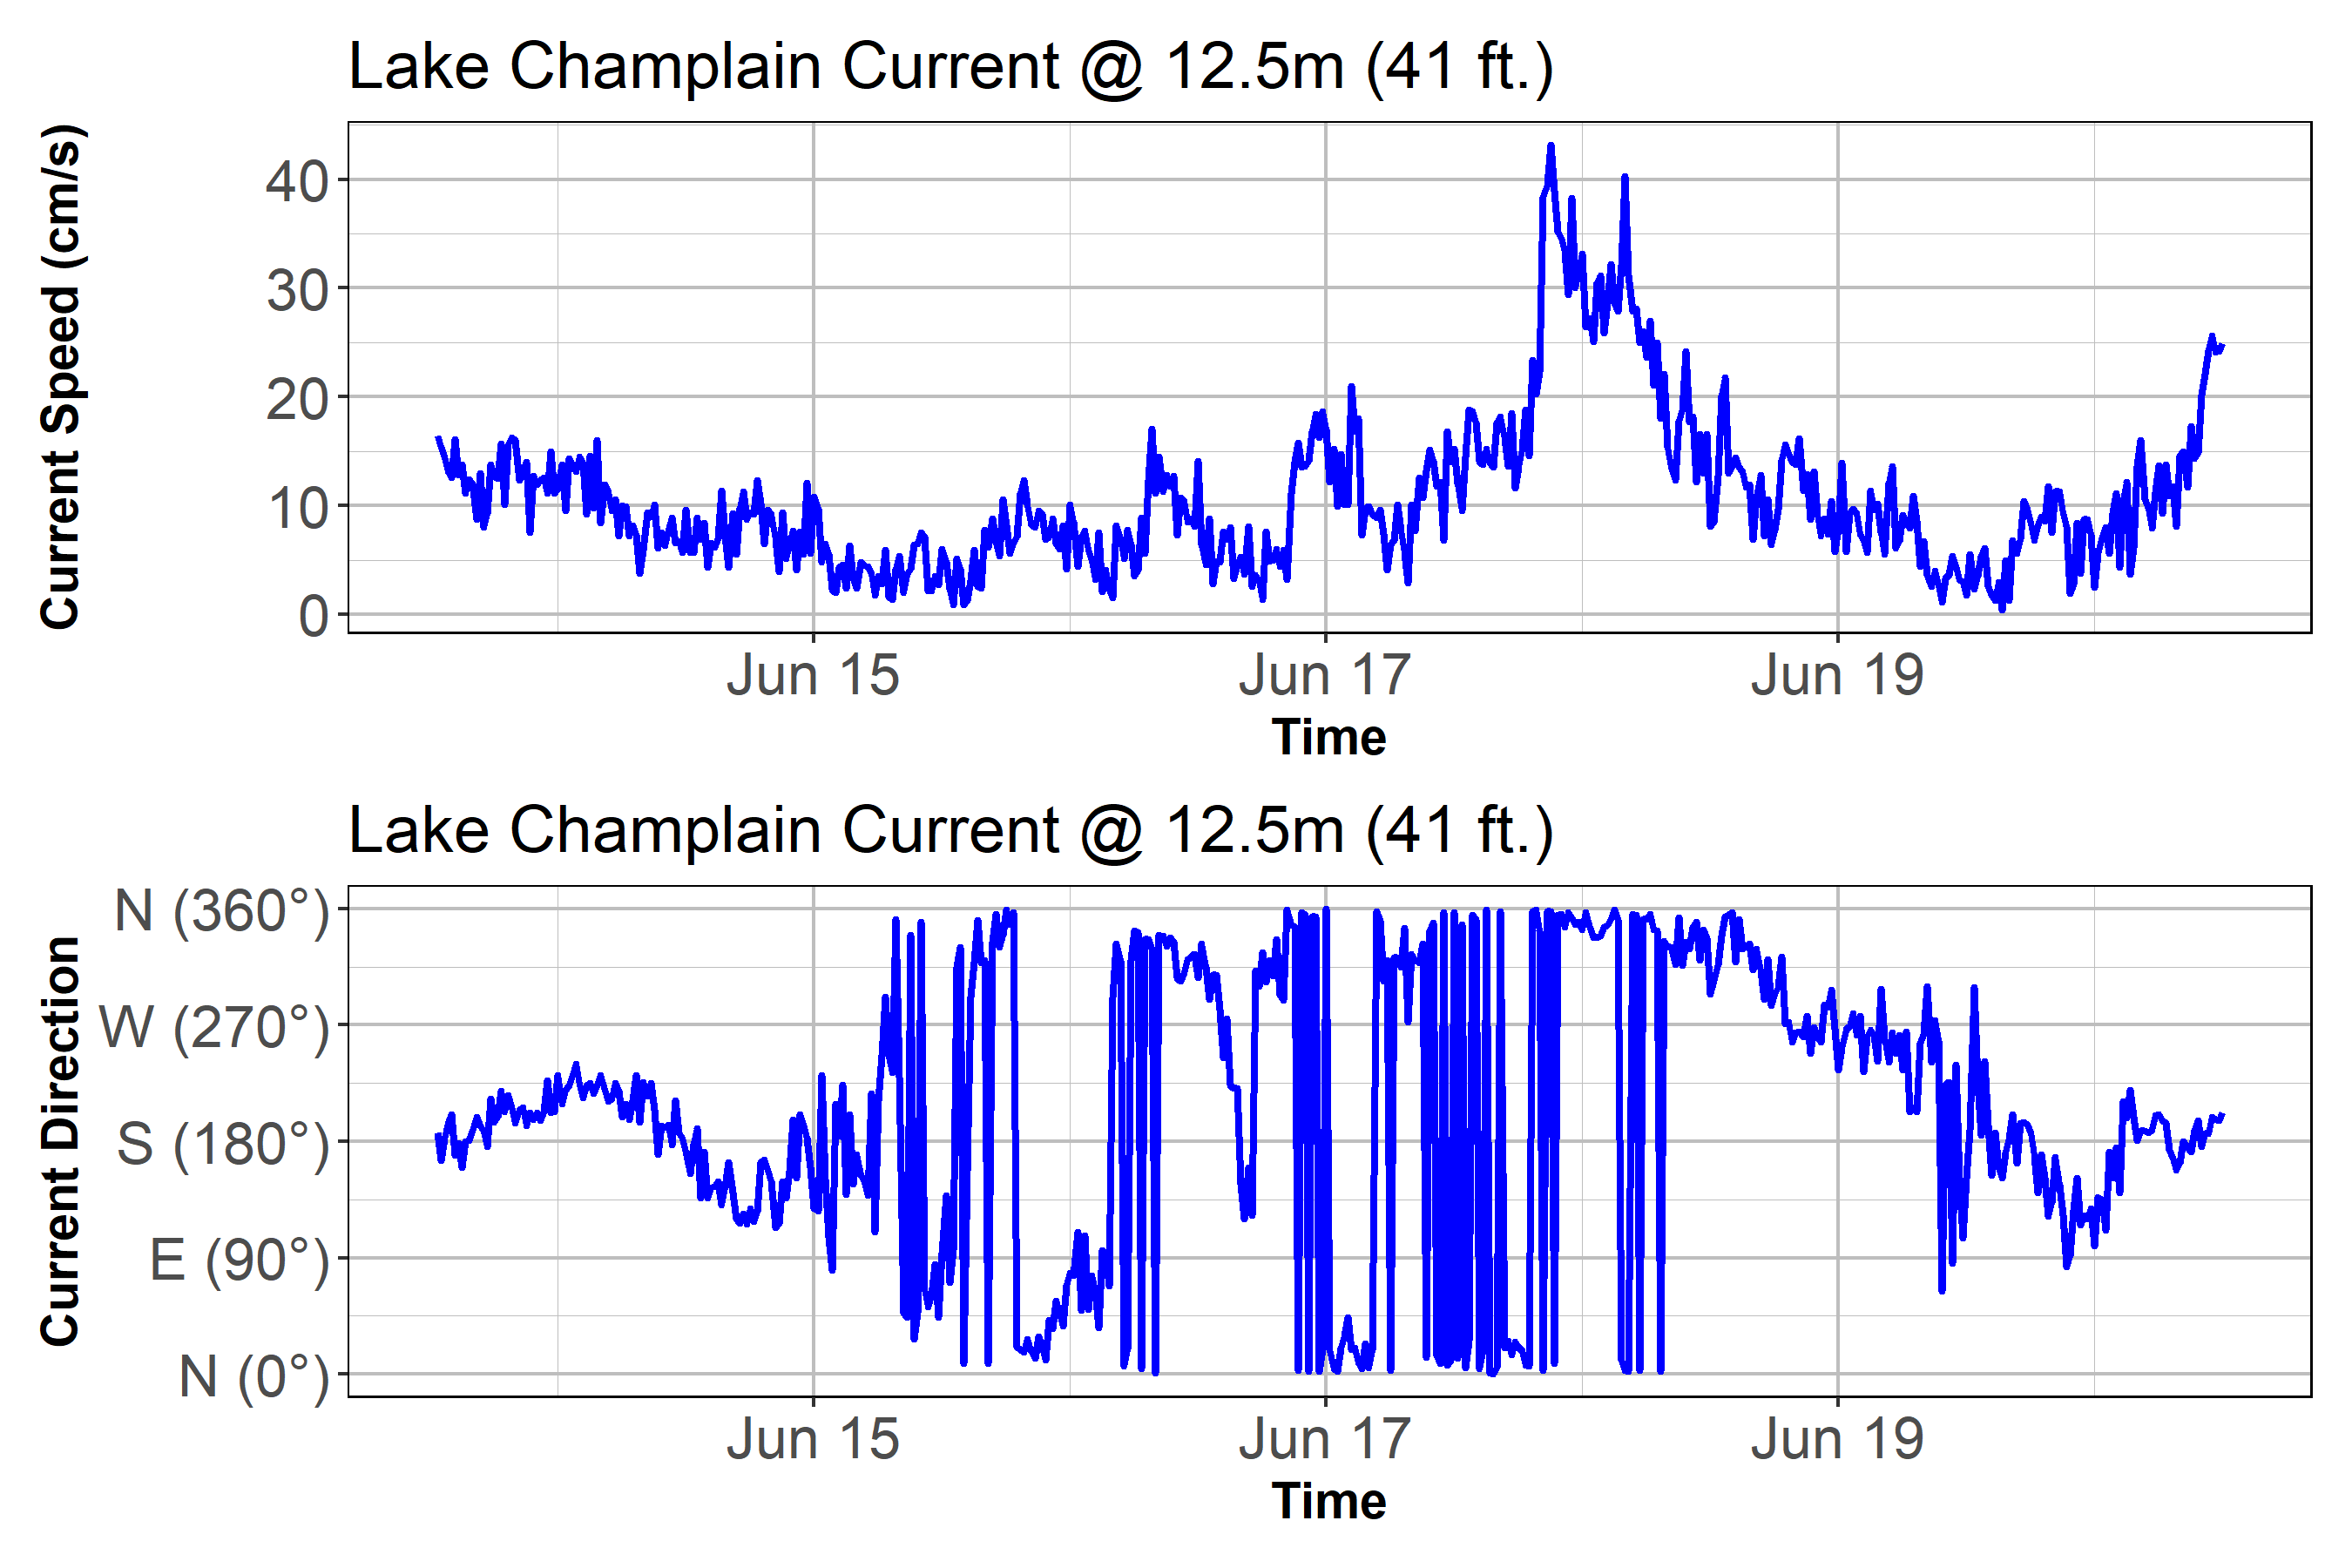 Lake Champlain Current @ 12.5m (41 ft.)
Current Speed (cm/s)
40
30
20
10
0
Jun 15 Jun 17 Jun 19
Time
Lake Champlain Current @ 12.5m (41 ft.)
Current Direction
N (360°)
W (270°)
S (180°)
E (90°)
N (0°)
Jun 15 Jun 17 Jun 19
Time